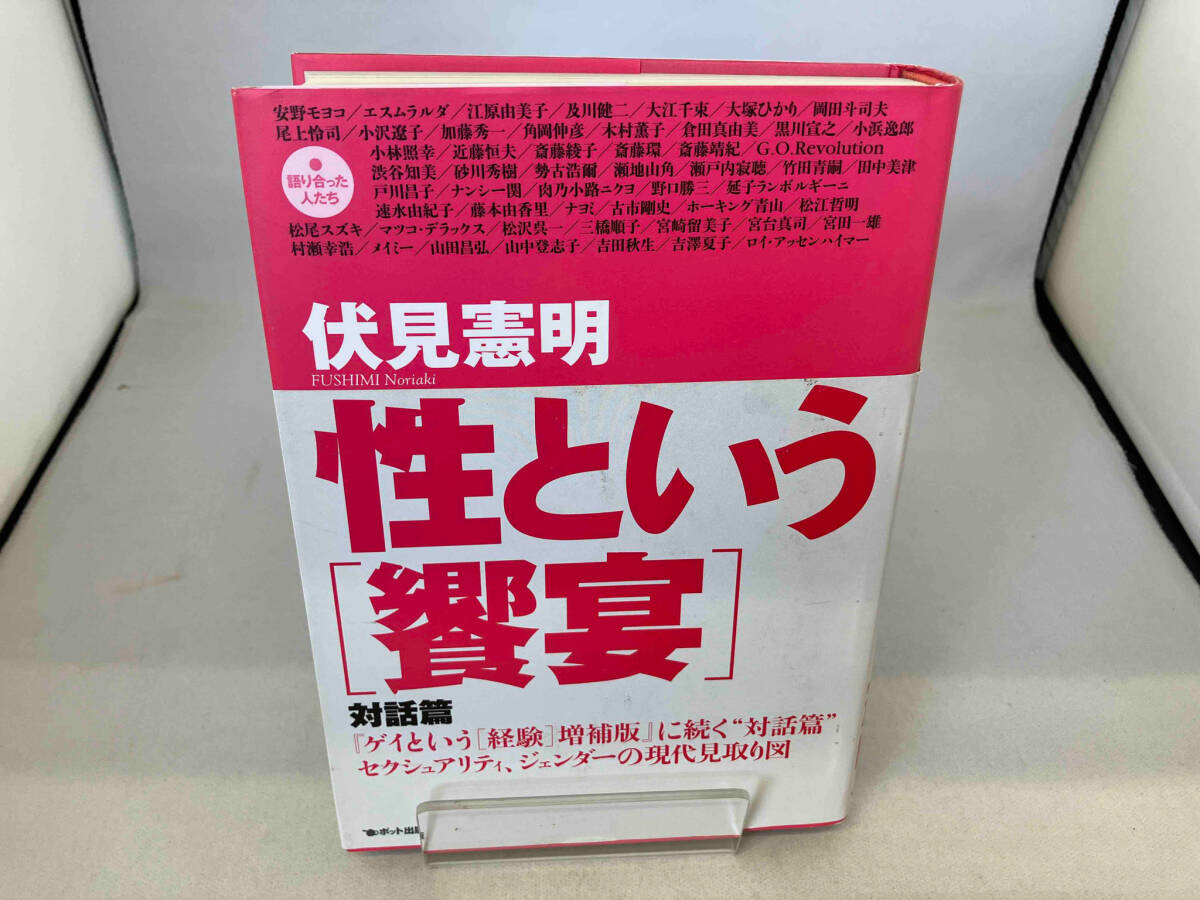 安野モヨコ／エスムラルダ／江原由美子／及川健二／大江千束／大塚ひかり／岡田斗司夫
尾上怜司／小沢遼子／加藤秀一／角岡伸彦／木村薫子／倉田真由美／黒川宣之／小浜逸郎
小林照幸／近藤恒夫／斎藤綾子／斎藤環／斎藤靖紀／G.O.Revolution
渋谷知美／砂川秀樹／勢古浩爾／瀬地山角／瀬戸内寂聴／竹田青嗣／田中美津
戸川昌子／ナンシー関／肉乃小路ニクヨ／野口勝三／延子ランボルギーニ
速水由紀子／藤本由香里／ナヨミ／古市剛史／ホーキング青山／松江哲明
松尾スズキ／マツコ・デラックス／松沢呉一／三橋順子／宮崎留美子／宮台真司／宮田一雄
村瀬幸浩／メイミー／山田昌弘／山中登志子／吉田秋生／吉澤夏子／ロイ・アッセンハイマー
語り合った
人たち
伏見憲明
FUSHIMI Noriaki
性という
［饗宴］
対話篇
『ゲイという［経験］増補版』に続く“対話篇”
セクシュアリティ、ジェンダーの現代見取り図
ポット出